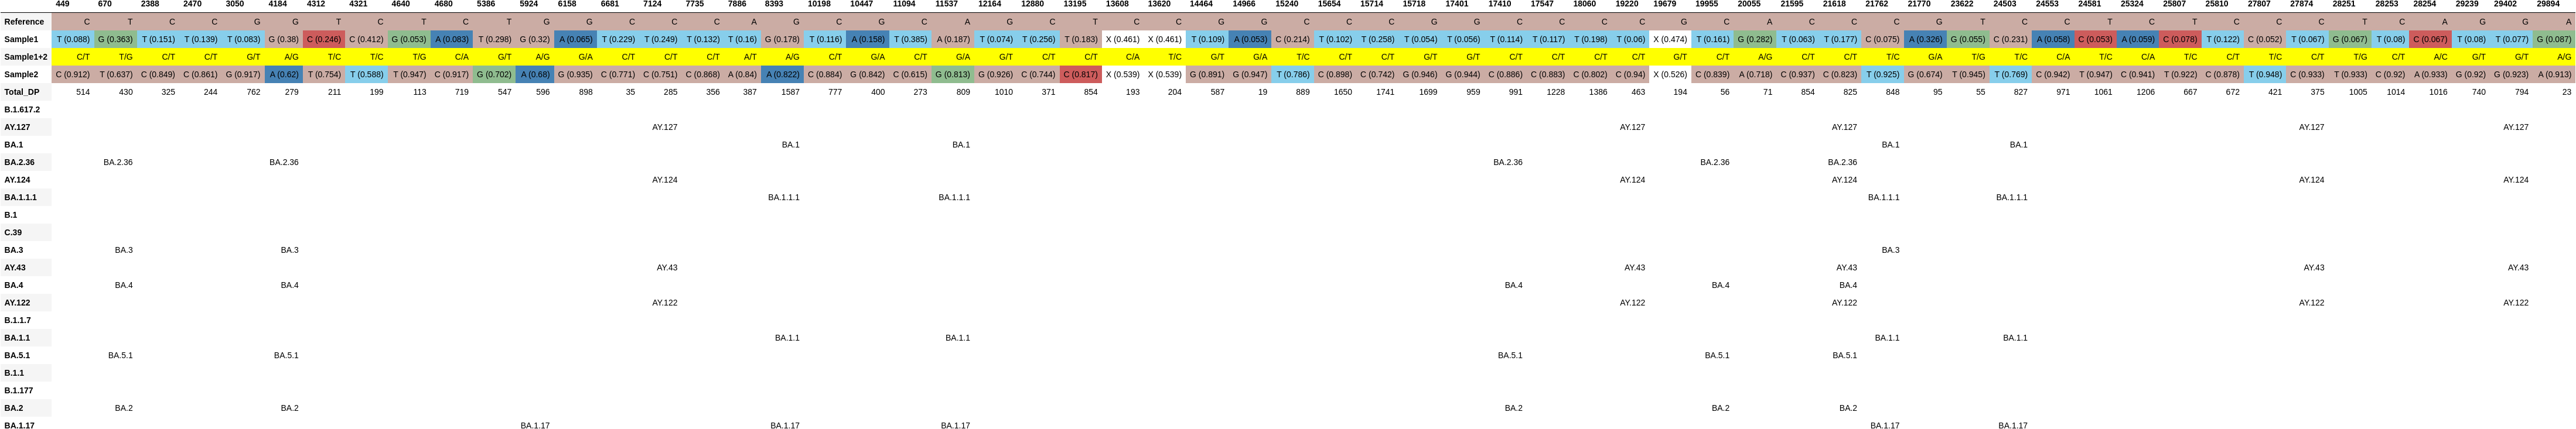 449 670 2388 2470 3050 4184 4312 4321 4640 4680 5386 5924 6158 6681 7124 7735 7886 8393 10198 10447 11094 11537 12164 12880 13195 13608 13620 14464 14966 15240 15654 15714 15718 17401 17410 17547 18060 19220 19679 19955 20055 21595 21618 21762 21770 23622 24503 24553 24581 25324 25807 25810 27807 27874 28251 28253 28254 29239 29402 29894
Reference C T C C G G T C T C T G G C C C A G C G C A G C T C C G G C C C G G C C C C G C A C C C G T C C T C T C C C T C A G G A
Sample1 T (0.088) G (0.363) T (0.151) T (0.139) T (0.083) G (0.38) C (0.246) C (0.412) G (0.053) A (0.083) T (0.298) G (0.32) A (0.065) T (0.229) T (0.249) T (0.132) T (0.16) G (0.178) T (0.116) A (0.158) T (0.385) A (0.187) T (0.074) T (0.256) T (0.183) X (0.461) X (0.461) T (0.109) A (0.053) C (0.214) T (0.102) T (0.258) T (0.054) T (0.056) T (0.114) T (0.117) T (0.198) T (0.06) X (0.474) T (0.161) G (0.282) T (0.063) T (0.177) C (0.075) A (0.326) G (0.055) C (0.231) A (0.058) C (0.053) A (0.059) C (0.078) T (0.122) C (0.052) T (0.067) G (0.067) T (0.08) C (0.067) T (0.08) T (0.077) G (0.087)
Sample1+2 C/T T/G C/T C/T G/T A/G T/C T/C T/G C/A G/T A/G G/A C/T C/T C/T A/T A/G C/T G/A C/T G/A G/T C/T C/T C/A T/C G/T G/A T/C C/T C/T G/T G/T C/T C/T C/T C/T G/T C/T A/G C/T C/T T/C G/A T/G T/C C/A T/C C/A T/C C/T T/C C/T T/G C/T A/C G/T G/T A/G
Sample2 C (0.912) T (0.637) C (0.849) C (0.861) G (0.917) A (0.62) T (0.754) T (0.588) T (0.947) C (0.917) G (0.702) A (0.68) G (0.935) C (0.771) C (0.751) C (0.868) A (0.84) A (0.822) C (0.884) G (0.842) C (0.615) G (0.813) G (0.926) C (0.744) C (0.817) X (0.539) X (0.539) G (0.891) G (0.947) T (0.786) C (0.898) C (0.742) G (0.946) G (0.944) C (0.886) C (0.883) C (0.802) C (0.94) X (0.526) C (0.839) A (0.718) C (0.937) C (0.823) T (0.925) G (0.674) T (0.945) T (0.769) C (0.942) T (0.947) C (0.941) T (0.922) C (0.878) T (0.948) C (0.933) T (0.933) C (0.92) A (0.933) G (0.92) G (0.923) A (0.913)
Total_DP 514 430 325 244 762 279 211 199 113 719 547 596 898 35 285 356 387 1587 777 400 273 809 1010 371 854 193 204 587 19 889 1650 1741 1699 959 991 1228 1386 463 194 56 71 854 825 848 95 55 827 971 1061 1206 667 672 421 375 1005 1014 1016 740 794 23
B.1.617.2
AY.127 AY.127 AY.127 AY.127 AY.127 AY.127
BA.1 BA.1 BA.1 BA.1 BA.1
BA.2.36 BA.2.36 BA.2.36 BA.2.36 BA.2.36 BA.2.36
AY.124 AY.124 AY.124 AY.124 AY.124 AY.124
BA.1.1.1 BA.1.1.1 BA.1.1.1 BA.1.1.1 BA.1.1.1
B.1
C.39
BA.3 BA.3 BA.3 BA.3
AY.43 AY.43 AY.43 AY.43 AY.43 AY.43
BA.4 BA.4 BA.4 BA.4 BA.4 BA.4
AY.122 AY.122 AY.122 AY.122 AY.122 AY.122
B.1.1.7
BA.1.1 BA.1.1 BA.1.1 BA.1.1 BA.1.1
BA.5.1 BA.5.1 BA.5.1 BA.5.1 BA.5.1 BA.5.1
B.1.1
B.1.177
BA.2 BA.2 BA.2 BA.2 BA.2 BA.2
BA.1.17 BA.1.17 BA.1.17 BA.1.17 BA.1.17 BA.1.17